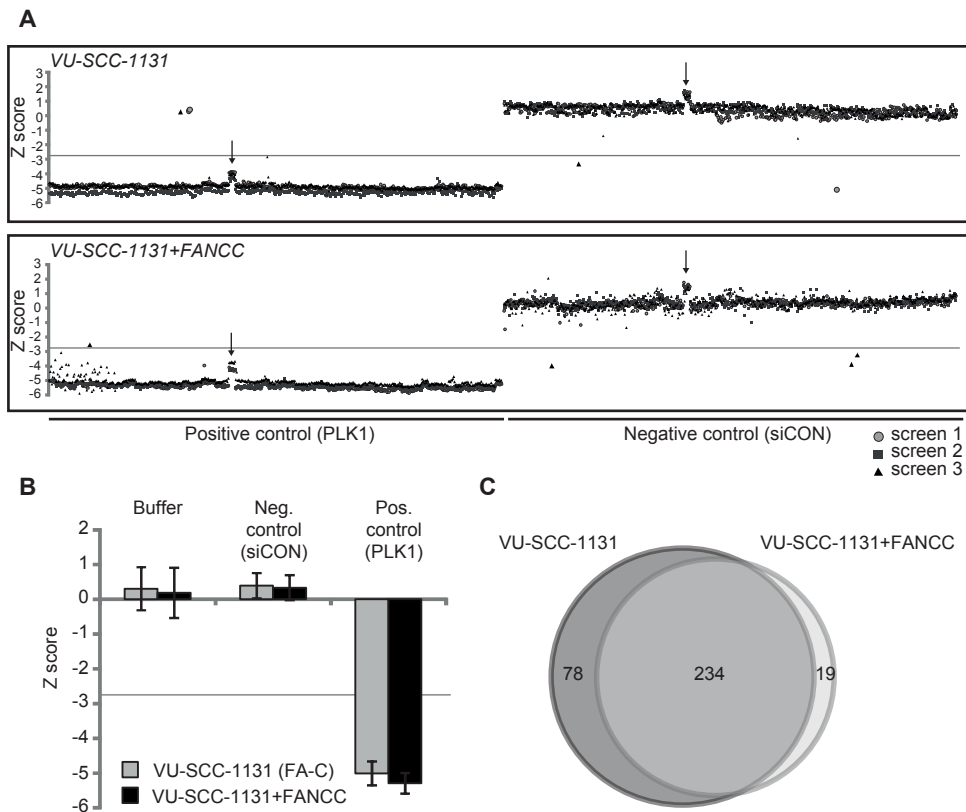 A
VU-SCC-1131
Z score
3
2
1
0
-1
-2
-3
-4
-5
-6
VU-SCC-1131+FANCC
Z score
3
2
1
0
-1
-2
-3
-4
-5
-6
Positive control (PLK1)
Negative control (siCON)
screen 1
screen 2
screen 3
B
Buffer
Neg.
control
(siCON)
Pos.
control
(PLK1)
Z score
2
1
0
-1
-2
-3
-4
-5
-6
VU-SCC-1131 (FA-C)
VU-SCC-1131+FANCC
C
VU-SCC-1131
VU-SCC-1131+FANCC
78
234
19